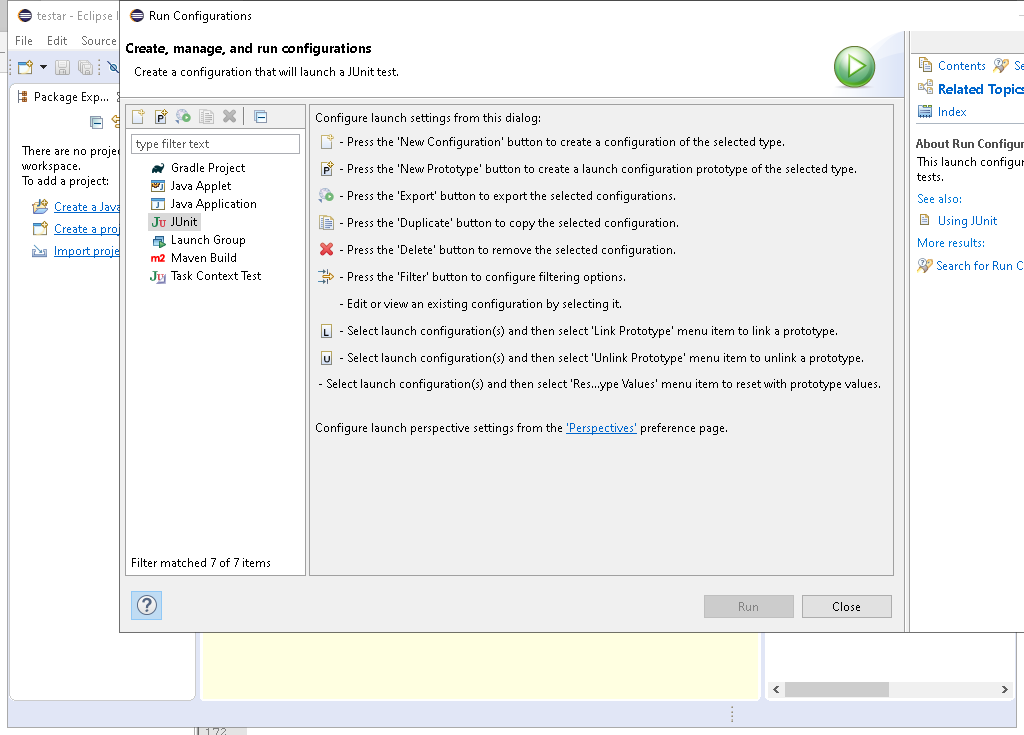 testar - Eclipse I
File Edit Source
Package Exp...
There are no proje
workspace.
To add a project:
Create a Java
Create a proj
Import proje
Run Configurations
Create, manage, and run configurations
Create a configuration that will launch a JUnit test.
type filter text
Gradle Project
Java Applet
Java Application
JUnit
Launch Group
Maven Build
Task Context Test
Filter matched 7 of 7 items
Configure launch settings from this dialog:
- Press the 'New Configuration' button to create a configuration of the selected type.
- Press the 'New Prototype' button to create a launch configuration prototype of the selected type.
- Press the 'Export' button to export the selected configurations.
- Press the 'Duplicate' button to copy the selected configuration.
- Press the 'Delete' button to remove the selected configuration.
- Press the 'Filter' button to configure filtering options.
- Edit or view an existing configuration by selecting it.
- Select launch configuration(s) and then select 'Link Prototype' menu item to link a prototype.
- Select launch configuration(s) and then select 'Unlink Prototype' menu item to unlink a prototype.
- Select launch configuration(s) and then select 'Res...ype Values' menu item to reset with prototype values.
Configure launch perspective settings from the 'Perspectives' preference page.
Run Close
Contents Se
Related Topics
Index
About Run Configur
This launch configur
tests.
See also:
Using JUnit
More results:
Search for Run C
172